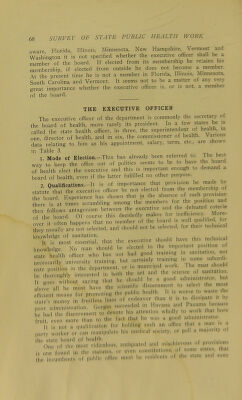 68 SURVEY OF STATE PUBLIC HEALTH WORK
aware, Florida, Illinois, Minnesota, New Hampshire, Vermont and
Washington it is not specified whether the executive officer shall be a
member of the board. If elected from its membership he retains his
membership, if elected from outside he does not become a member.
At the present time he is not a member in Florida, Illinois, Minnesota,
South Carolina and Vermont. It seems not to be a matter of any very
great importance whether the executive officer is, or is not, a member
of the board.
THE EXECUTIVE OFFICER
The executive officer of the department is commonly the secretary of
the board of health, more rarely its president. In a few states he is
called the state health officer, in three, the superintendent of health, in
one, director of health, and in six, the commissioner of health. Various
data relating to him as his appointment, salary, term, etc., are shown
in Table 3
1. Mode of Election.—This has already been referred to. The best
way to keep the office out of politics seems to be to have the board
of health elect the executive and this is important enough to demand a
board of health, even if the latter fulfilled no other purpose.
2. Qualifications.—It is of importance that provision be made by
statute that the executive officer be not elected from the membership of
the board. Experience has shown that in the absence of such provision
there is at times scrambling among the members for the position and
there follows antagonism between the executive and the defeated
of the board. Of course this decidedly makes for inefficiency. More-
over it often happens that no member of the board is well qualified, for
they usually are not selected, and should not be selected, for their technical
knowledge of sanitation.
It is most essential, that the executive should have this technical
knowledge. No man should be elected to the important position of
state health officer who has not had good training in sanitation, not
necessarily university training, but certainly training in some subordi-
nate position in the department, or in municipal work. The man should
be thoroughly interested in both the art and the science of sanitation.
It goes without saying that he should be a good administrator, but
above all he must have the scientific discernment to select the most
efficient means for promoting the public health. It is worse to waste the
state's money in fruitless lines of endeavor than it is to dissipate it by
poor administration. Gorgas succeeded in Havana and Panama because
he had the discernment to devote his attention wholly to work that bore
fruit, even more than to the fact that he was a good administrator.
It is not a qualification for holding such an office that a man is a
party worker or can manipulate his medical society, or pull a majority of
the state board of health.
One of the most ridiculous, antiquated and mischievous of provisions
is one found in the statutes, or even constitutions, of some states, that
the incumbents of public office must be residents of the state and even